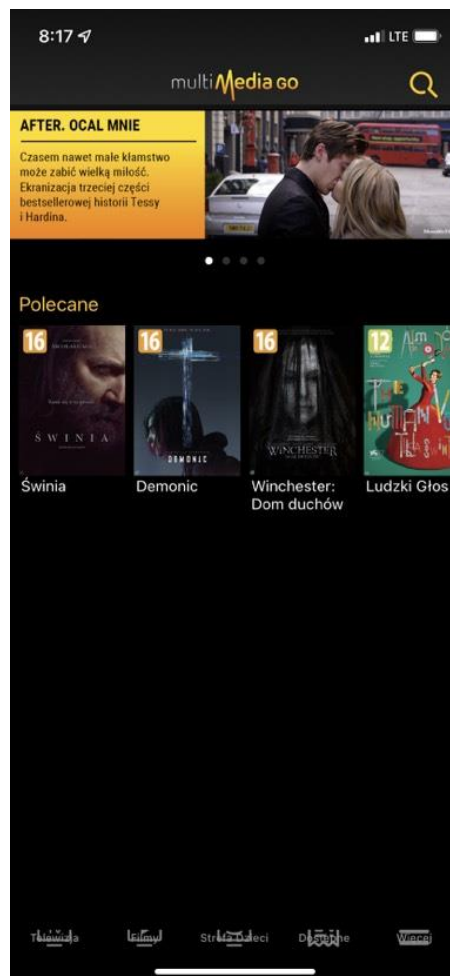 8:17
LTE
multiMedia GO
AFTER. OCAL MNIE
Czasem nawet małe kłamstwo
może zabić wielką miłość.
Ekranizacja trzeciej części
bestsellerowej historii Tessy
i Hardina.
Polecane
16
16
16
12
ŚWINIA
DEMONIC
WINCHESTER
THE
HUMAN
Świnia
Demonic
Winchester:
Dom duchów
Ludzki Głos
Telewizja
Filmy
Strefa Dzieci
Dostępne
Więcej